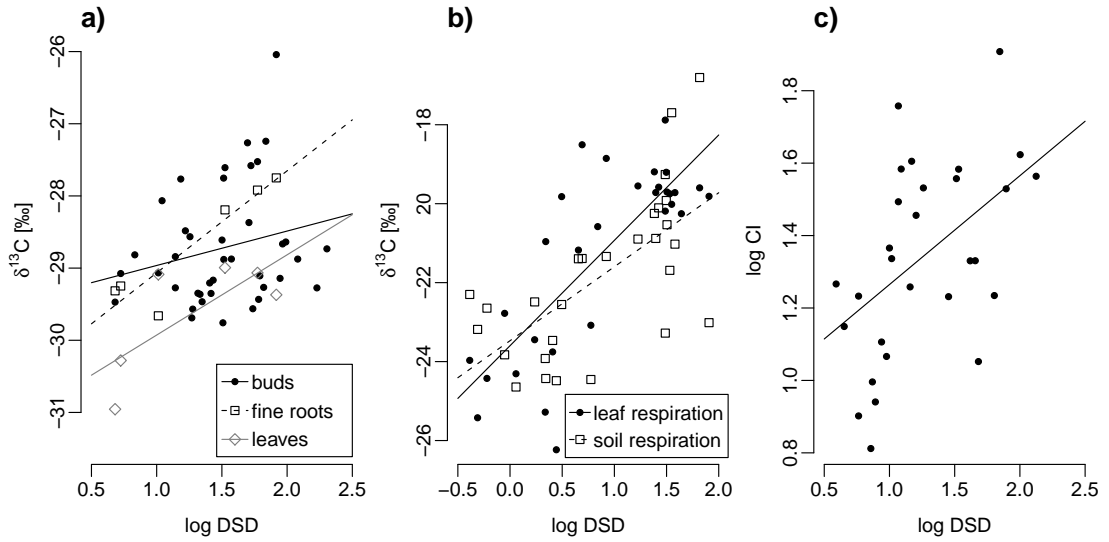 a)
δ13C [‰]
−26
−27
−28
−29
−30
−31
0.5 1.0 1.5 2.0 2.5
log DSD
buds
fine roots
leaves
b)
δ13C [‰]
−18
−20
−22
−24
−26
−0.5 0.0 0.5 1.0 1.5 2.0
log DSD
leaf respiration
soil respiration
c)
log CI
1.8
1.6
1.4
1.2
1.0
0.8
0.5 1.0 1.5 2.0 2.5
log DSD